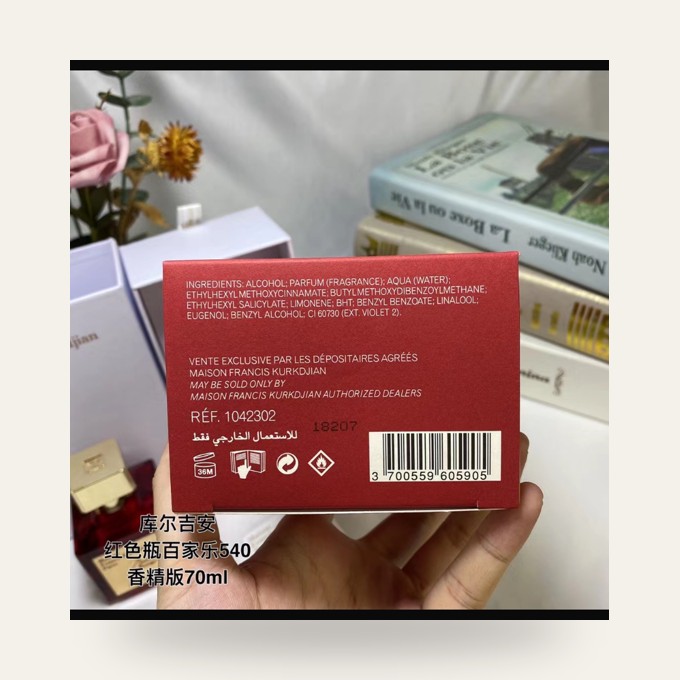 La Boxe ou la Vie
Noah Klieger
INGREDIENTS: ALCOHOL; PARFUM (FRAGRANCE); AQUA (WATER);
ETHYLHEXYL METHOXYCINNAMATE; BUTYL METHOXYDIBENZOYLMETHANE;
ETHYLHEXYL SALICYLATE; LIMONENE; BHT; BENZYL BENZOATE; LINALOOL;
EUGENOL; BENZYL ALCOHOL; CI 60730 (EXT. VIOLET 2).
VENTE EXCLUSIVE PAR LES DÉPOSITAIRES AGRÉÉS
MAISON FRANCIS KURKDJIAN
MAY BE SOLD ONLY BY
MAISON FRANCIS KURKDJIAN AUTHORIZED DEALERS
RÉF. 1042302
18207
للاستعمال الخارجي فقط
36M
3 700559 605905
库尔吉安
红色瓶百家乐540
香精版70ml